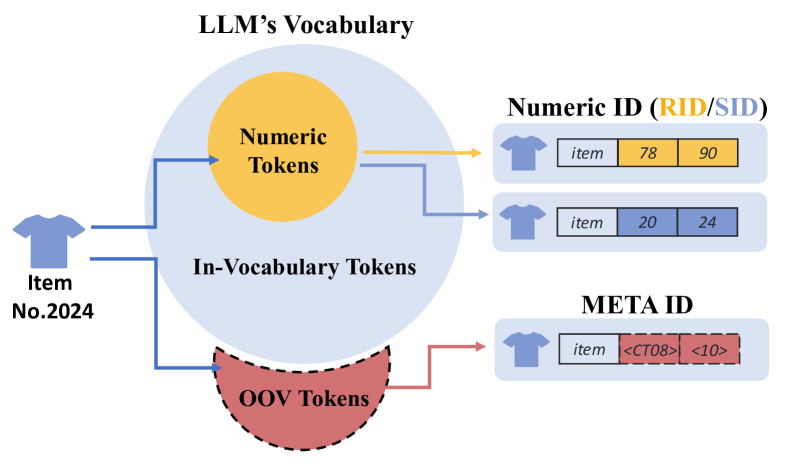 LLM's Vocabulary
Numeric
Tokens
In-Vocabulary Tokens
OOV Tokens
Item
No.2024
Numeric ID (RID/SID)
item 78 90
item 20 24
META ID
item <CT08> <10>